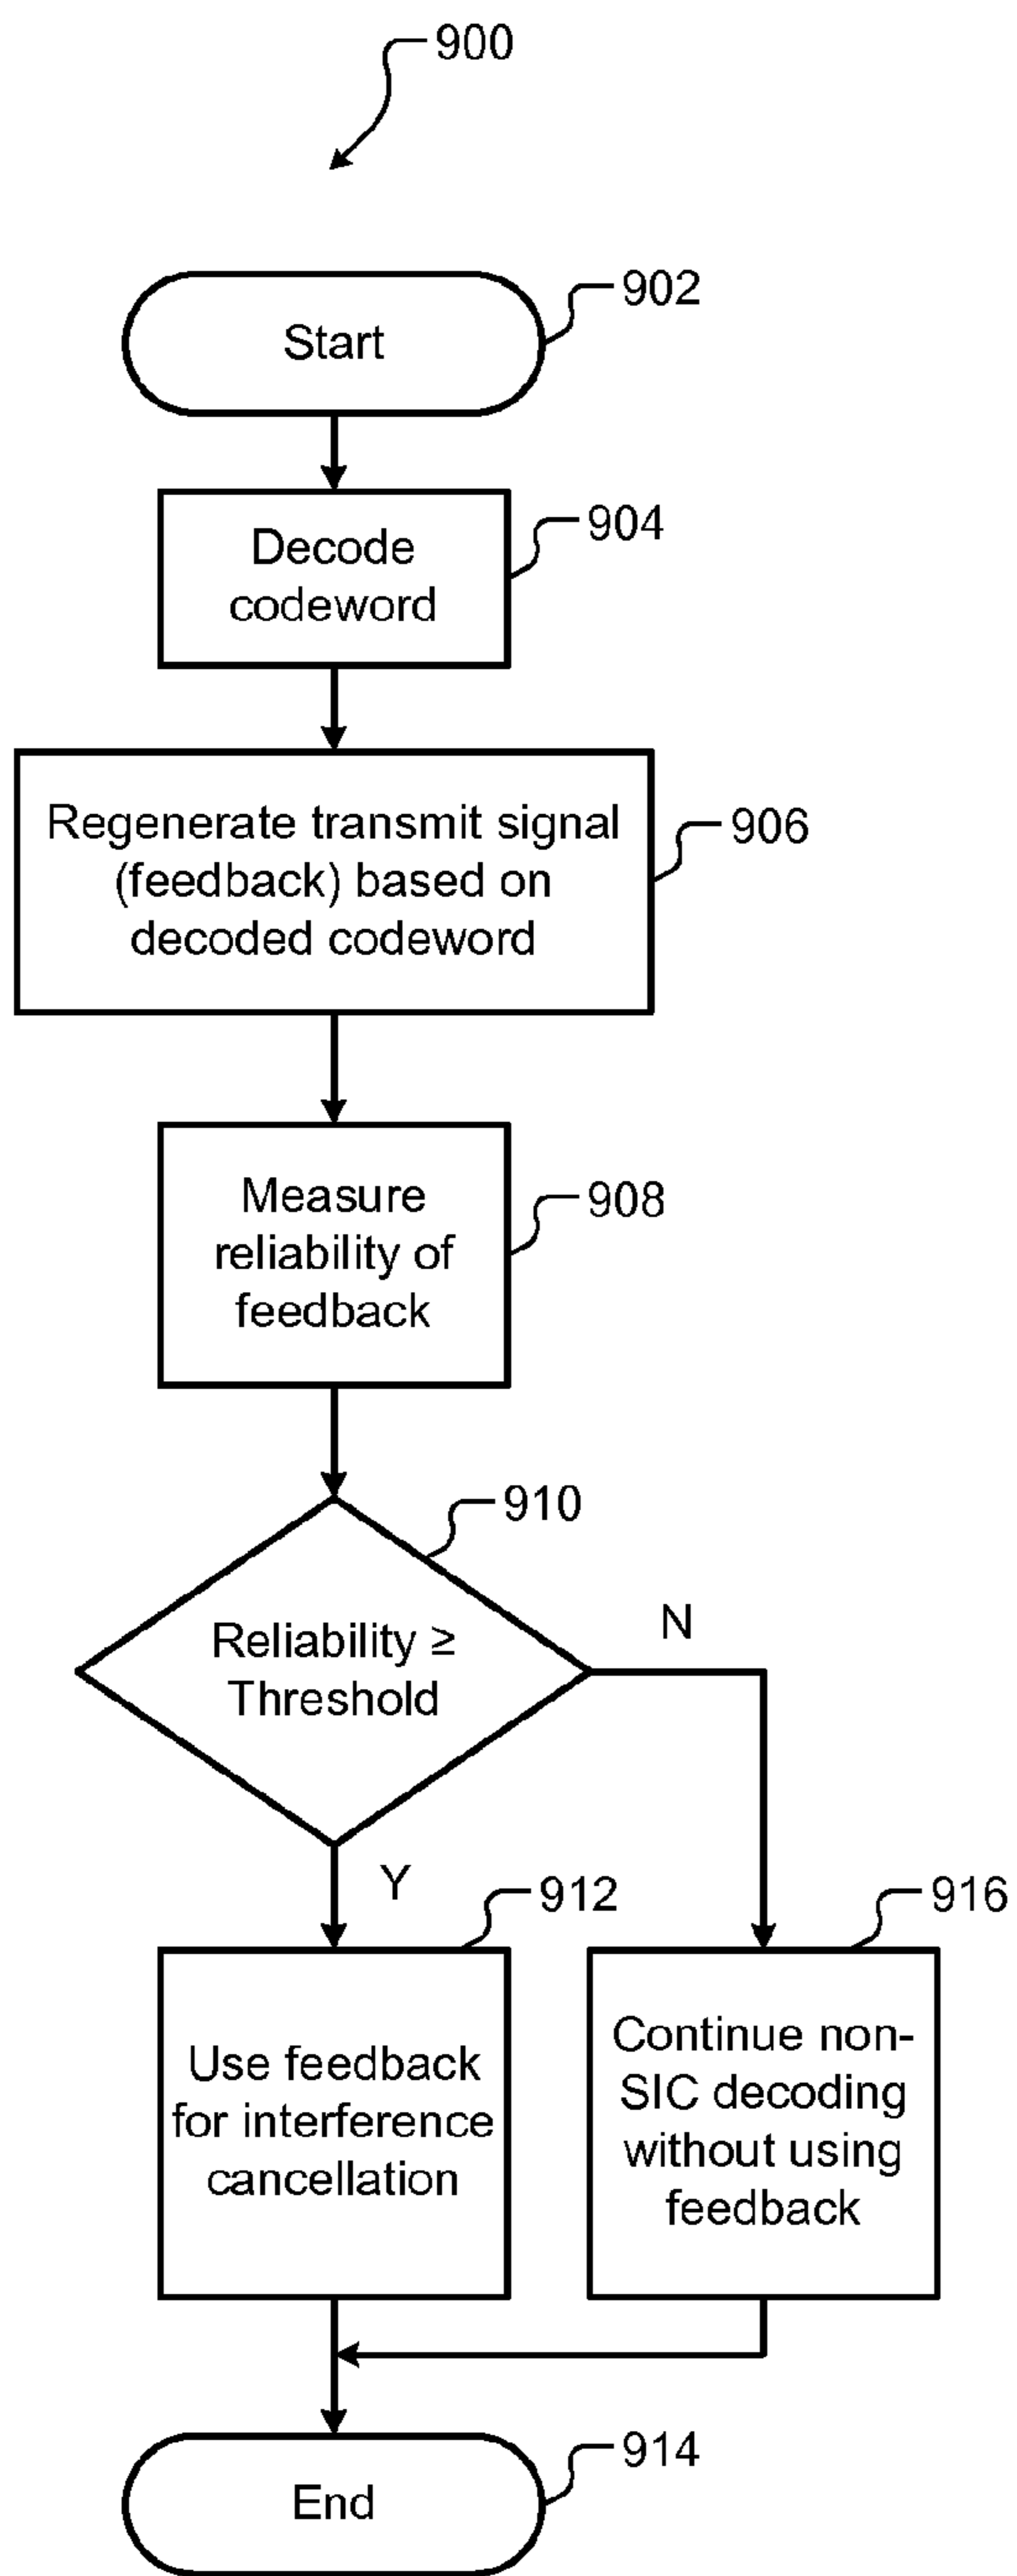 900
Start
902
Decode
codeword
904
Regenerate transmit signal
(feedback) based on
decoded codeword
906
Measure
reliability of
feedback
908
Reliability ≥
Threshold
910
N
Y
Use feedback
for interference
cancellation
912
Continue non-
SIC decoding
without using
feedback
916
End
914